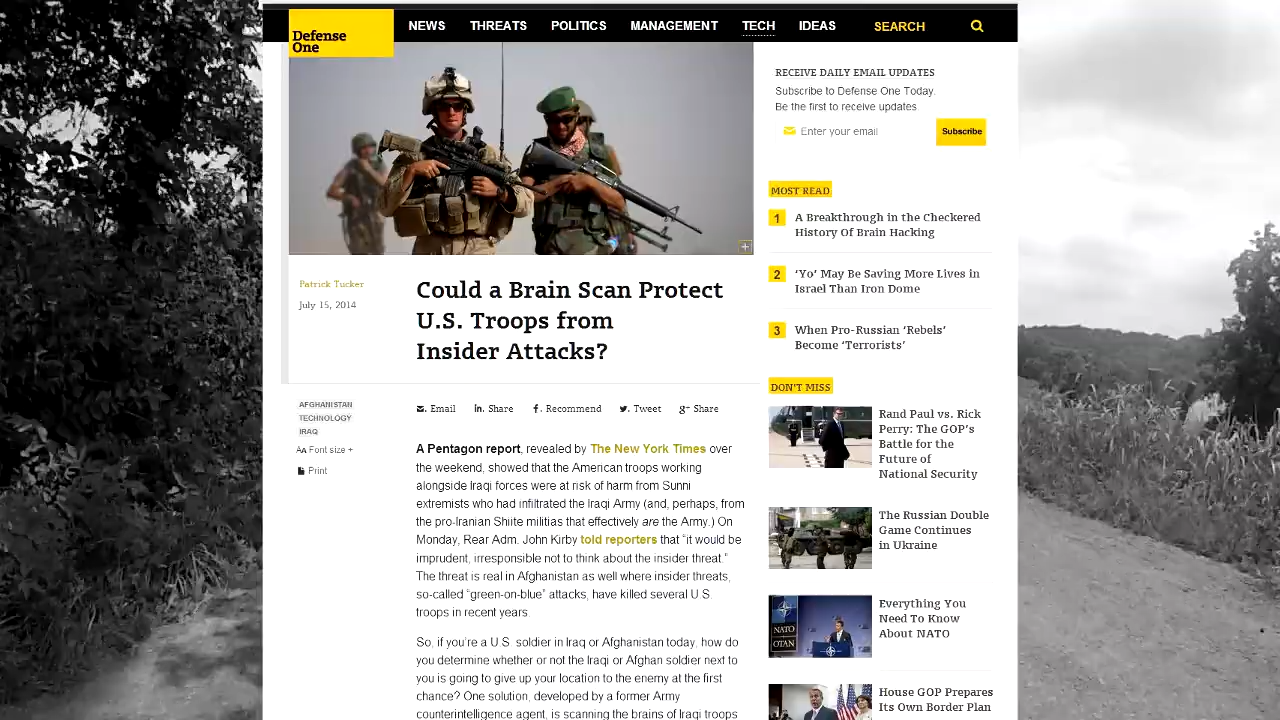 Defense
One
NEWS
THREATS
POLITICS
MANAGEMENT
TECH
IDEAS
SEARCH
Patrick Tucker
July 15, 2014
Could a Brain Scan Protect
U.S. Troops from
Insider Attacks?
AFGHANISTAN
TECHNOLOGY
IRAQ
AA Font size +
Print
Email
in. Share
f. Recommend
Tweet
g+ Share
A Pentagon report, revealed by The New York Times over
the weekend, showed that the American troops working
alongside Iraqi forces were at risk of harm from Sunni
extremists who had infiltrated the Iraqi Army (and, perhaps, from
the pro-Iranian Shiite militias that effectively are the Army.) On
Monday, Rear Adm. John Kirby told reporters that “it would be
imprudent, irresponsible not to think about the insider threat.”
The threat is real in Afghanistan as well where insider threats,
so-called “green-on-blue” attacks, have killed several U.S.
troops in recent years.
So, if you’re a U.S. soldier in Iraq or Afghanistan today, how do
you determine whether or not the Iraqi or Afghan soldier next to
you is going to give up your location to the enemy at the first
chance? One solution, developed by a former Army
counterintelligence agent, is scanning the brains of Iraqi troops
RECEIVE DAILY EMAIL UPDATES
Subscribe to Defense One Today.
Be the first to receive updates.
Enter your email
Subscribe
MOST READ
1
A Breakthrough in the Checkered
History Of Brain Hacking
2
‘Yo’ May Be Saving More Lives in
Israel Than Iron Dome
3
When Pro-Russian ‘Rebels’
Become ‘Terrorists’
DON'T MISS
Rand Paul vs. Rick
Perry: The GOP’s
Battle for the
Future of
National Security
The Russian Double
Game Continues
in Ukraine
NATO
OTAN
Everything You
Need To Know
About NATO
House GOP Prepares
Its Own Border Plan